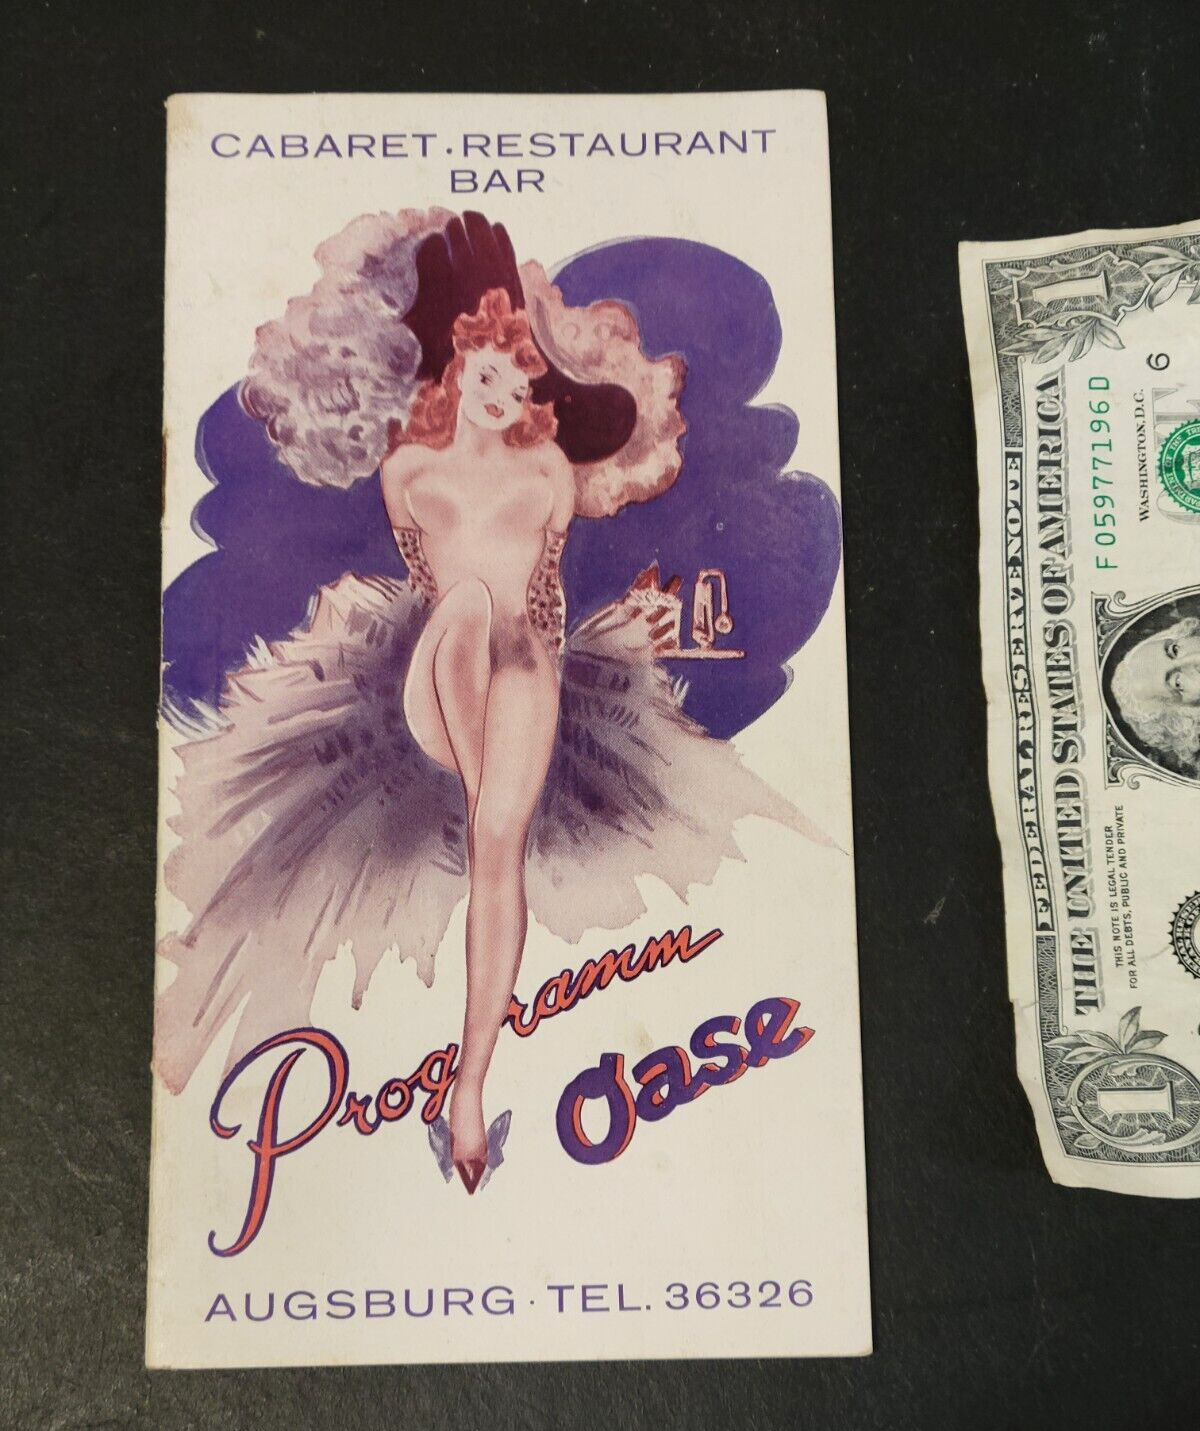 CABARET · RESTAURANT
BAR
Programm
Oase
AUGSBURG · TEL. 36326
FEDERAL RESERVE NOTE
THE UNITED STATES OF AMERICA
THIS NOTE IS LEGAL TENDER
FOR ALL DEBTS, PUBLIC AND PRIVATE
F05977196D
WASHINGTON, D.C.
6
1
1